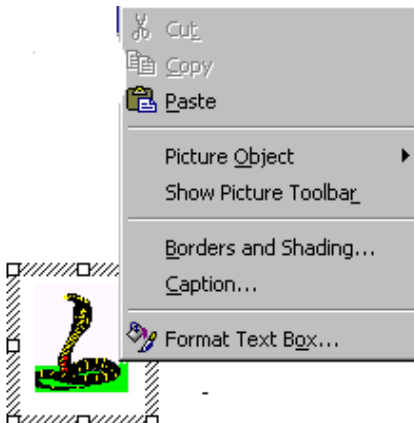 Cut
Copy
Paste
Picture Object
Show Picture Toolbar
Borders and Shading...
Caption...
Format Text Box...